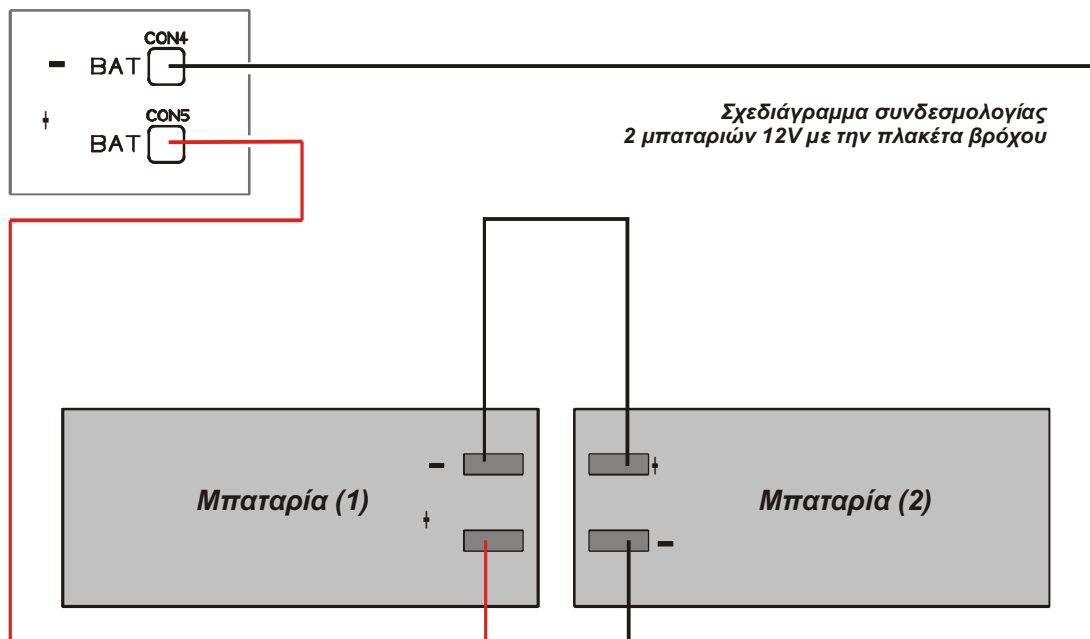 CON4
- BAT
CON5
+ BAT
Σχεδιάγραμμα συνδεσμολογίας
2 μπαταριών 12V με την πλακέτα βρόχου
- +
Μπαταρία (1)
Μπαταρία (2)
+ -